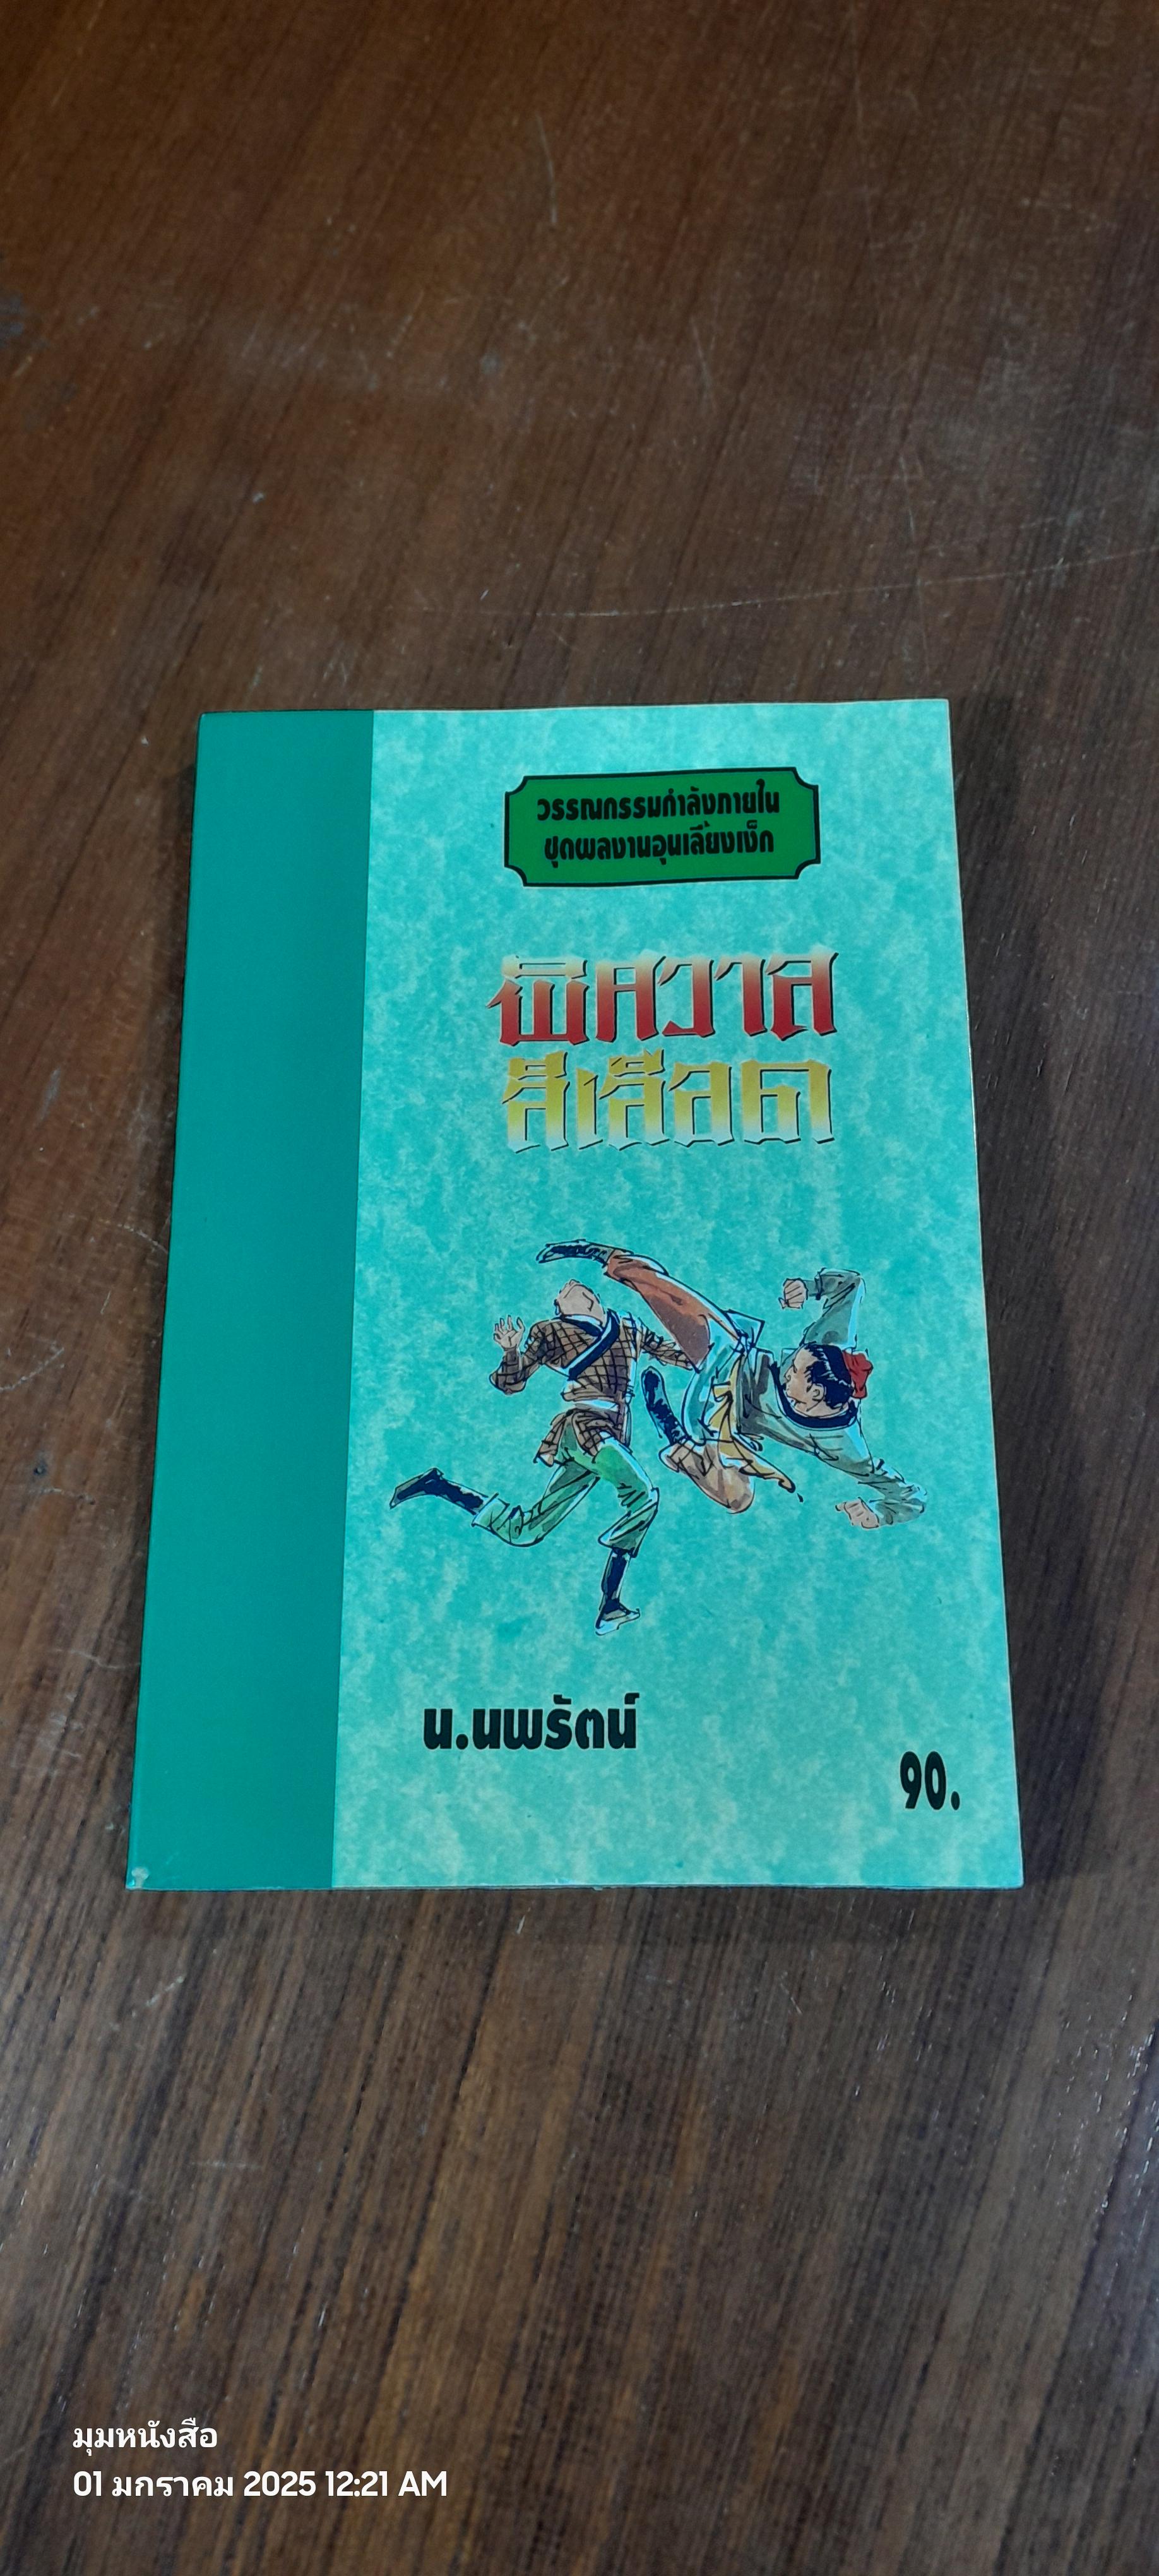 วรรณกรรมกำลังภายใน
ชุดผลงานอุนเลี้ยงเง็ก
พิศวาส
สีเลือด
น.นพรัตน์
90.
มุมหนังสือ
01 มกราคม 2025 12:21 AM